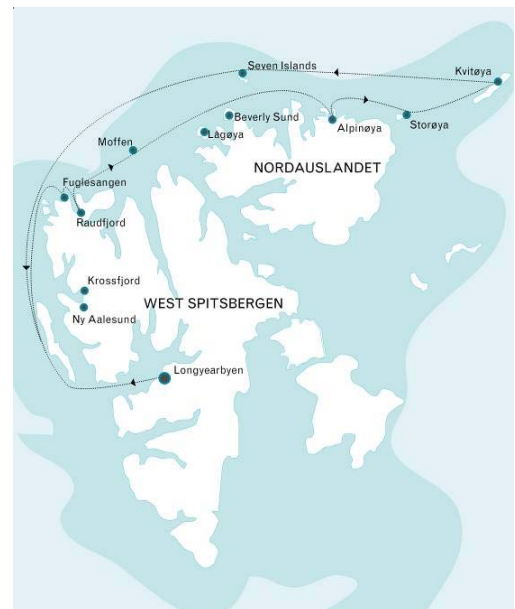 Seven Islands
Kvitøya
Beverly Sund
Alpinøya
Storøya
Lågøya
Moffen
NORDAUSLANDET
Fuglesangen
Raudfjord
Krossfjord
WEST SPITSBERGEN
Ny Aalesund
Longyearbyen